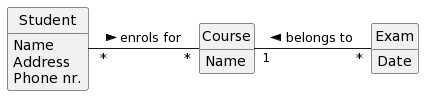 Student
Name
Address
Phone nr.
enrols for
*
*
Course
Name
belongs to
1
*
Exam
Date